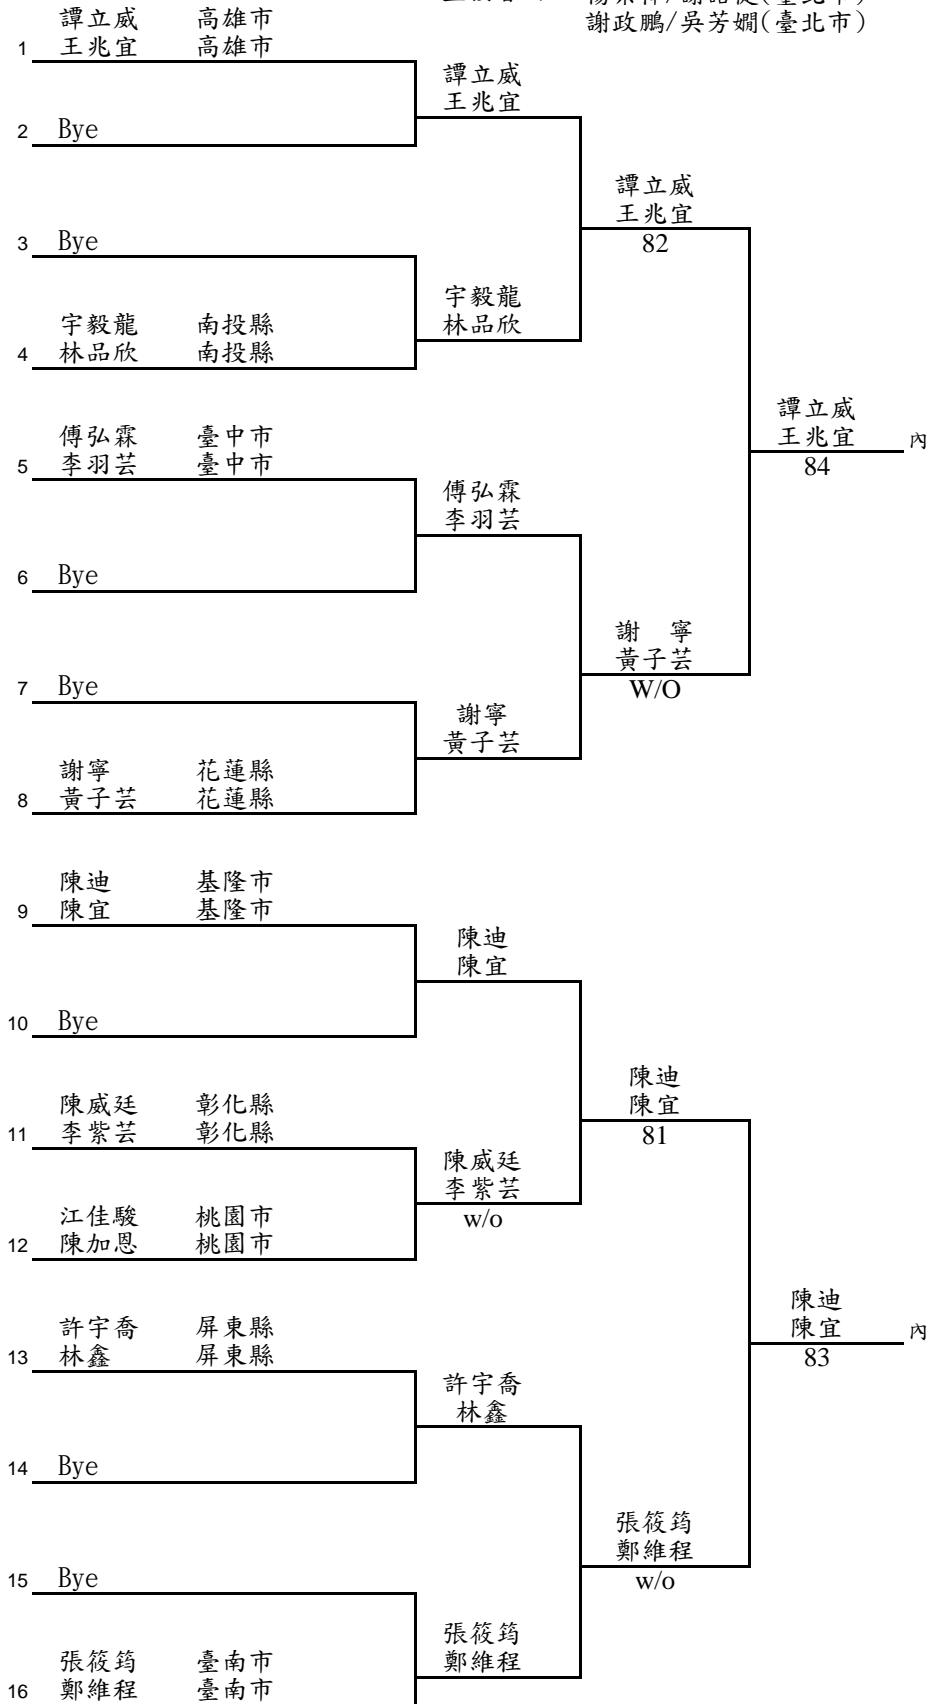 謝政鵬/吳芳嫺(臺北市)
譚立威 高雄市
1 王兆宜 高雄市
譚立威
王兆宜
2 Bye
譚立威
王兆宜
82
3 Bye
宇毅龍
林品欣
宇毅龍 南投縣
4 林品欣 南投縣
譚立威
王兆宜 內
84
傅弘霖 臺中市
5 李羽芸 臺中市
傅弘霖
李羽芸
6 Bye
謝 寧
黃子芸
W/O
7 Bye
謝寧
黃子芸
謝寧 花蓮縣
8 黃子芸 花蓮縣
陳迪 基隆市
9 陳宜 基隆市
陳迪
陳宜
10 Bye
陳迪
陳宜
81
陳威廷 彰化縣
11 李紫芸 彰化縣
陳威廷
李紫芸
w/o
江佳駿 桃園市
12 陳加恩 桃園市
陳迪
陳宜 內
83
許宇喬 屏東縣
13 林鑫 屏東縣
許宇喬
林鑫
14 Bye
張筱筠
鄭維程
w/o
15 Bye
張筱筠
鄭維程
張筱筠 臺南市
16 鄭維程 臺南市